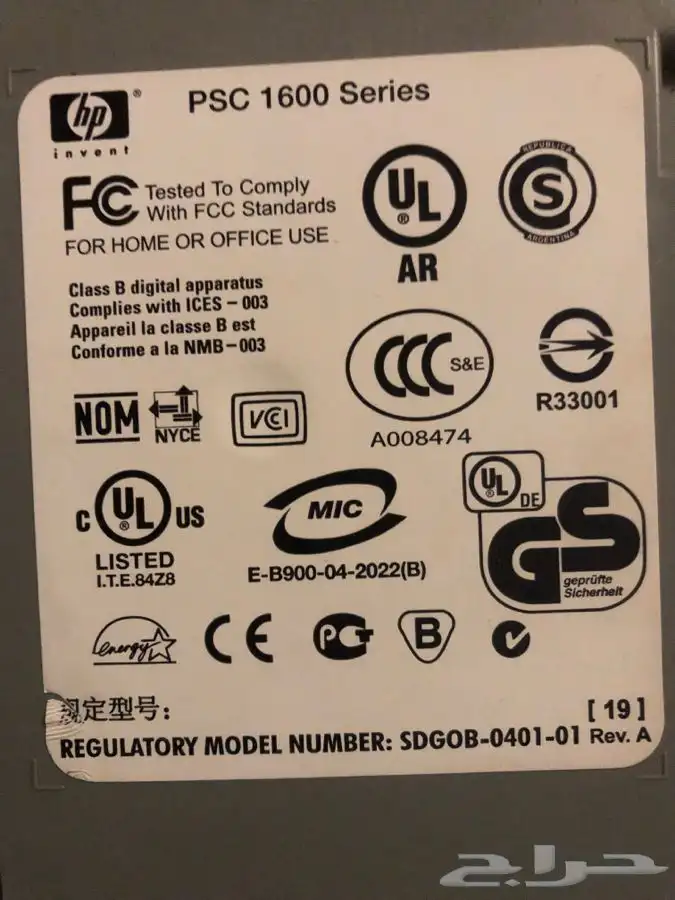 hp ®
invent
PSC 1600 Series
FC Tested To Comply
With FCC Standards
FOR HOME OR OFFICE USE
UL ®
AR
REPUBLICA
S
ARGENTINA
Class B digital apparatus
Complies with ICES – 003
Appareil la classe B est
Conforme a la NMB – 003
CCC S&E
A008474
R33001
NOM
NYCE
VCI
C UL ® US
LISTED
I.T.E.84Z8
MIC
E-B900-04-2022(B)
UL ® DE
GS
geprüfte
Sicherheit
energy
CE
B
规定型号:
[ 19 ]
REGULATORY MODEL NUMBER: SDGOB-0401-01 Rev. A
حراج